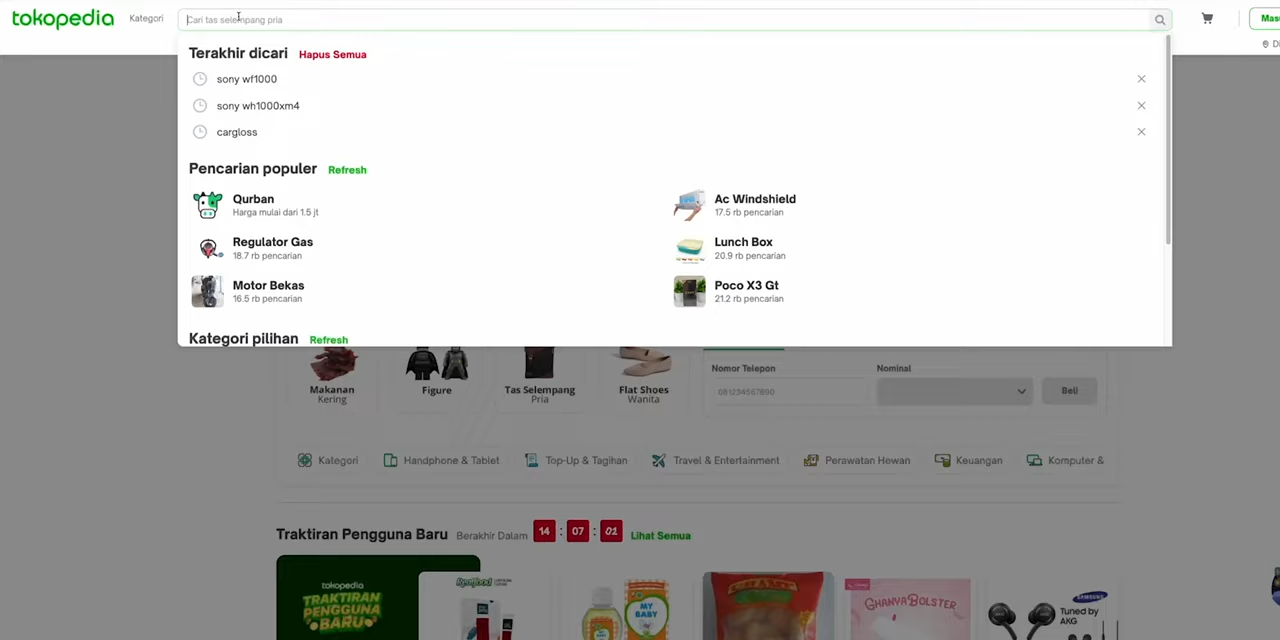 tokopedia
Kategori
Cari tas selempang pria
Mas
Di
Terakhir dicari Hapus Semua
sony wf1000
sony wh1000xm4
cargloss
Pencarian populer Refresh
Qurban
Harga mulai dari 1.5 jt
Ac Windshield
17.5 rb pencarian
Regulator Gas
18.7 rb pencarian
Lunch Box
20.9 rb pencarian
Motor Bekas
16.5 rb pencarian
Poco X3 Gt
21.2 rb pencarian
Kategori pilihan Refresh
Makanan
Kering
Figure
Tas Selempang
Pria
Flat Shoes
Wanita
Nomor Telepon
Nominal
081234567890
Beli
Kategori
Handphone & Tablet
Top-Up & Tagihan
Travel & Entertainment
Perawatan Hewan
Keuangan
Komputer &
Traktiran Pengguna Baru Berakhir Dalam 14 : 07 : 01 Lihat Semua
tokopedia
TRAKTIRAN
PENGGUNA
BARU
MY
BABY
GHANYA BOLSTER
SAMSUNG
Tuned by
AKG